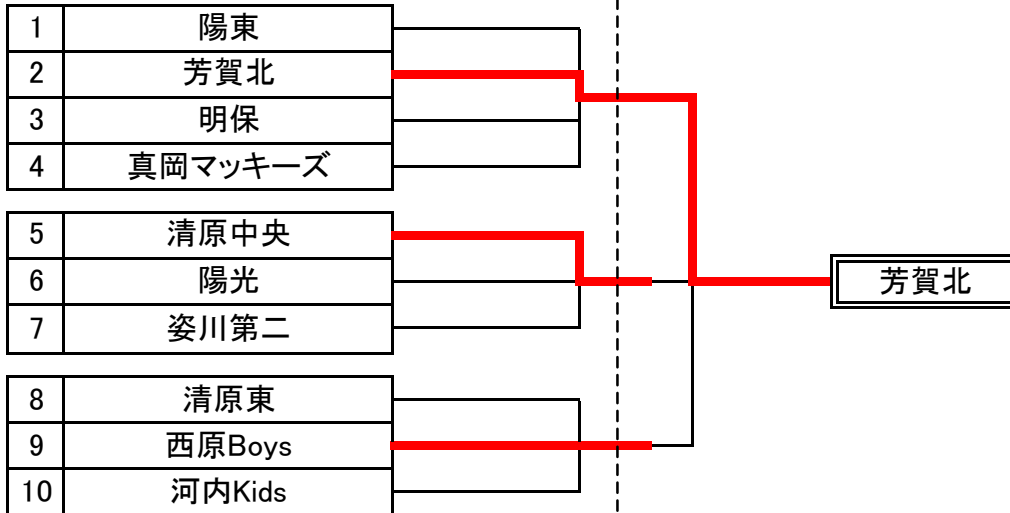 1 陽東
2 芳賀北
3 明保
4 真岡マッキーズ
5 清原中央
6 陽光
7 姿川第二
芳賀北
8 清原東
9 西原Boys
10 河内Kids